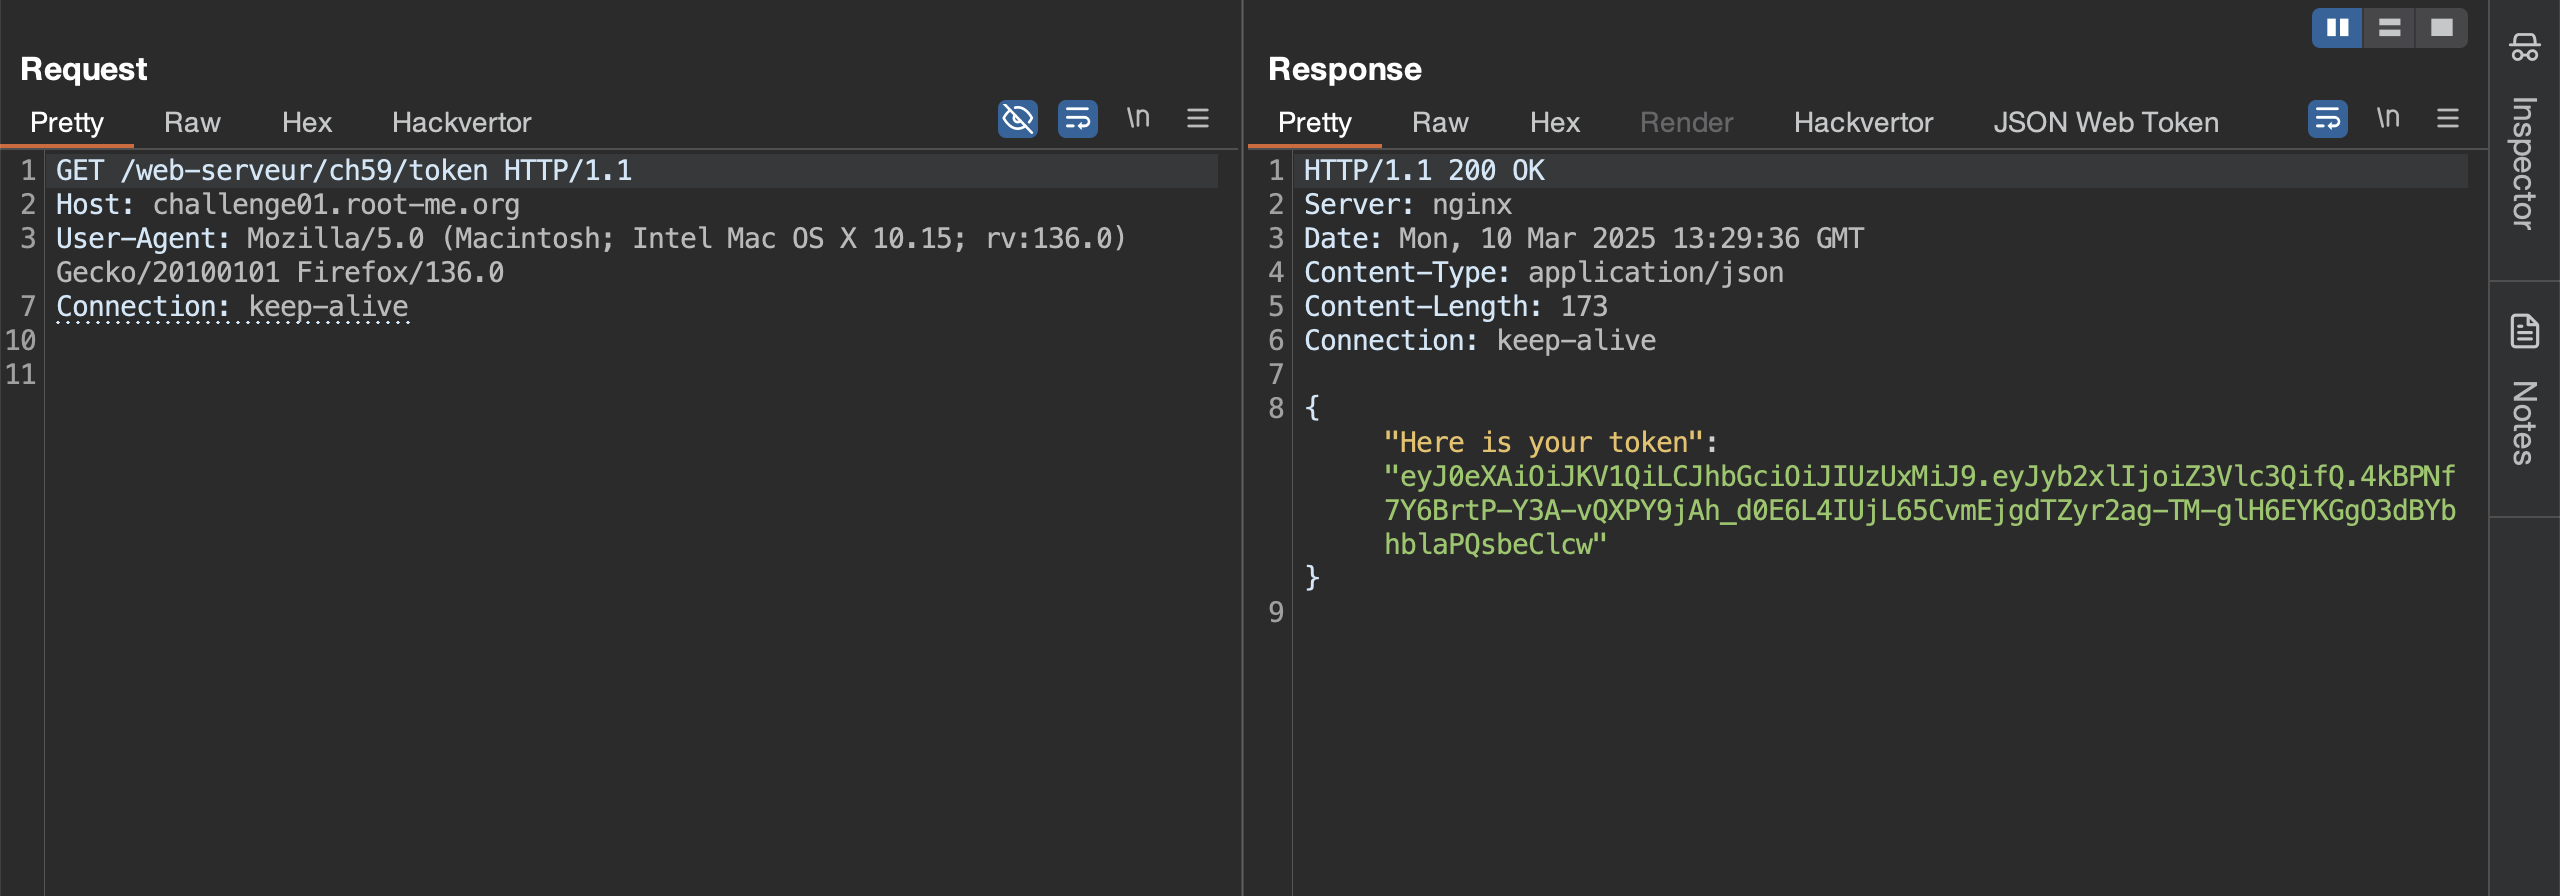 Request
Pretty Raw Hex Hackvertor \n
1 GET /web-serveur/ch59/token HTTP/1.1
2 Host: challenge01.root-me.org
3 User-Agent: Mozilla/5.0 (Macintosh; Intel Mac OS X 10.15; rv:136.0)
Gecko/20100101 Firefox/136.0
7 Connection: keep-alive
10
11
Response
Pretty Raw Hex Render Hackvertor JSON Web Token \n
1 HTTP/1.1 200 OK
2 Server: nginx
3 Date: Mon, 10 Mar 2025 13:29:36 GMT
4 Content-Type: application/json
5 Content-Length: 173
6 Connection: keep-alive
7
8 {
"Here is your token":
"eyJ0eXAiOiJKV1QiLCJhbGciOiJIUzUxMiJ9.eyJyb2xlIjoiZ3Vlc3QifQ.4kBPNf
7Y6BrtP-Y3A-vQXPY9jAh_d0E6L4IUjL65CvmEjgdTZyr2ag-TM-glH6EYKGgO3dBYb
hblaPQsbeClcw"
}
9
Inspector
Notes